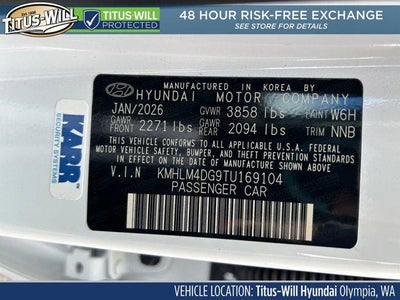 TITUS-WILL
TITUS-WILL
PROTECTED
48 HOUR RISK-FREE EXCHANGE
SEE STORE FOR DETAILS
MANUFACTURED IN KOREA BY
HYUNDAI MOTOR COMPANY
JAN/2026 GVWR 3858 lbs PAINT W6H
GAWR FRONT 2271 lbs GAWR REAR 2094 lbs TRIM NNB
THIS VEHICLE CONFORMS TO ALL APPLICABLE U.S. FEDERAL
MOTOR VEHICLE SAFETY, BUMPER, AND THEFT PREVENTION
STANDARDS IN EFFECT ON THE DATE OF MANUFACTURE SHOWN ABOVE.
V.I.N KMHLM4DG9TU169104
PASSENGER CAR
KARR
SECURITY SYSTEMS
VEHICLE LOCATION: Titus-Will Hyundai Olympia, WA